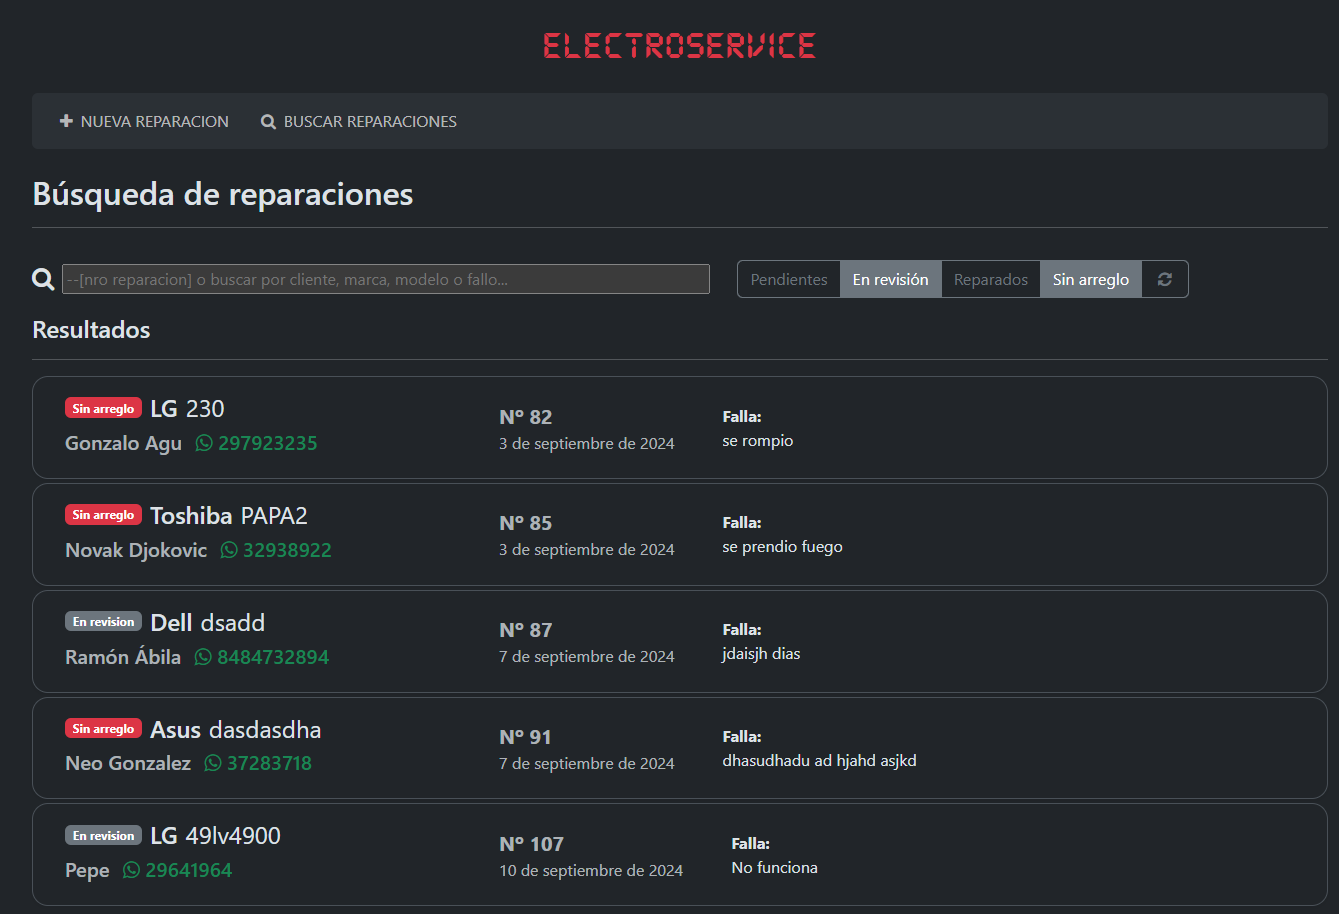 ELECTROSERVICE
NUEVA REPARACION BUSCAR REPARACIONES
Búsqueda de reparaciones
--[nro reparacion] o buscar por cliente, marca, modelo o fallo...
Pendientes En revisión Reparados Sin arreglo
Resultados
Sin arreglo LG 230
Gonzalo Agu 297923235
Nº 82
3 de septiembre de 2024
Falla:
se rompio
Sin arreglo Toshiba PAPA2
Novak Djokovic 32938922
Nº 85
3 de septiembre de 2024
Falla:
se prendio fuego
En revision Dell dsadd
Ramón Ábila 8484732894
Nº 87
7 de septiembre de 2024
Falla:
jdaisjh dias
Sin arreglo Asus dasdasdha
Neo Gonzalez 37283718
Nº 91
7 de septiembre de 2024
Falla:
dhasudhadu ad hjahd asjkd
En revision LG 49lv4900
Pepe 29641964
Nº 107
10 de septiembre de 2024
Falla:
No funciona